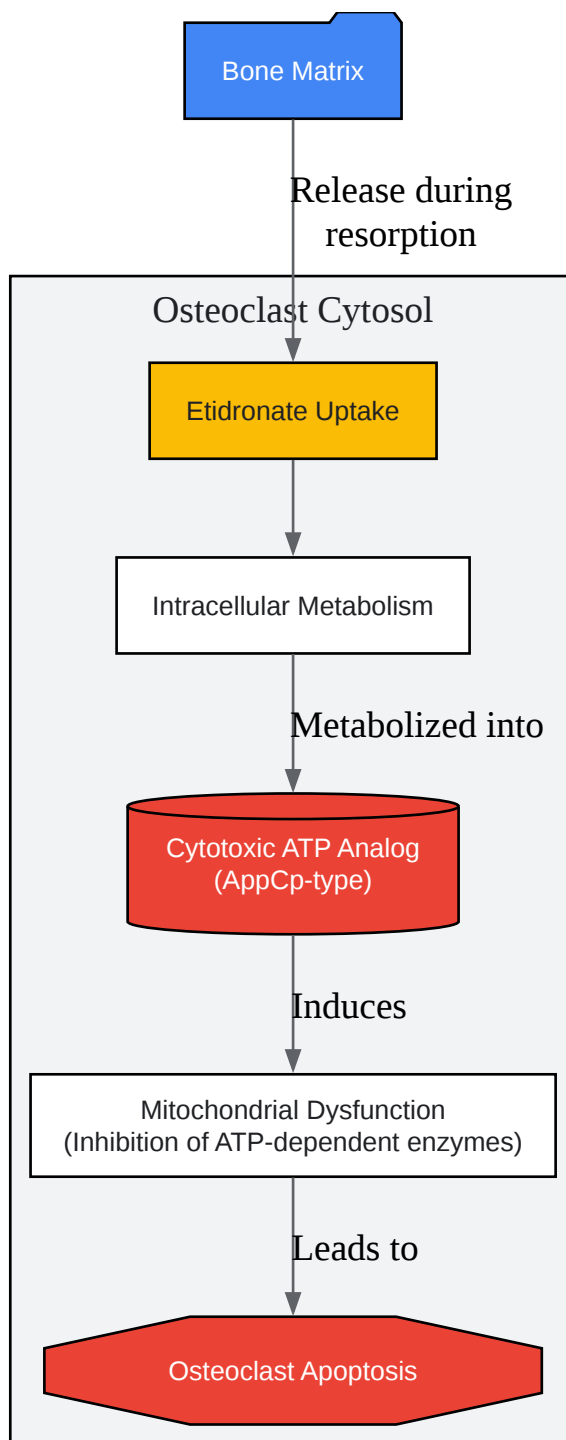 Bone Matrix
Release during
resorption
Osteoclast Cytosol
Etidronate Uptake
Intracellular Metabolism
Metabolized into
Cytotoxic ATP Analog
(AppCp-type)
Induces
Mitochondrial Dysfunction
(Inhibition of ATP-dependent enzymes)
Leads to
Osteoclast Apoptosis